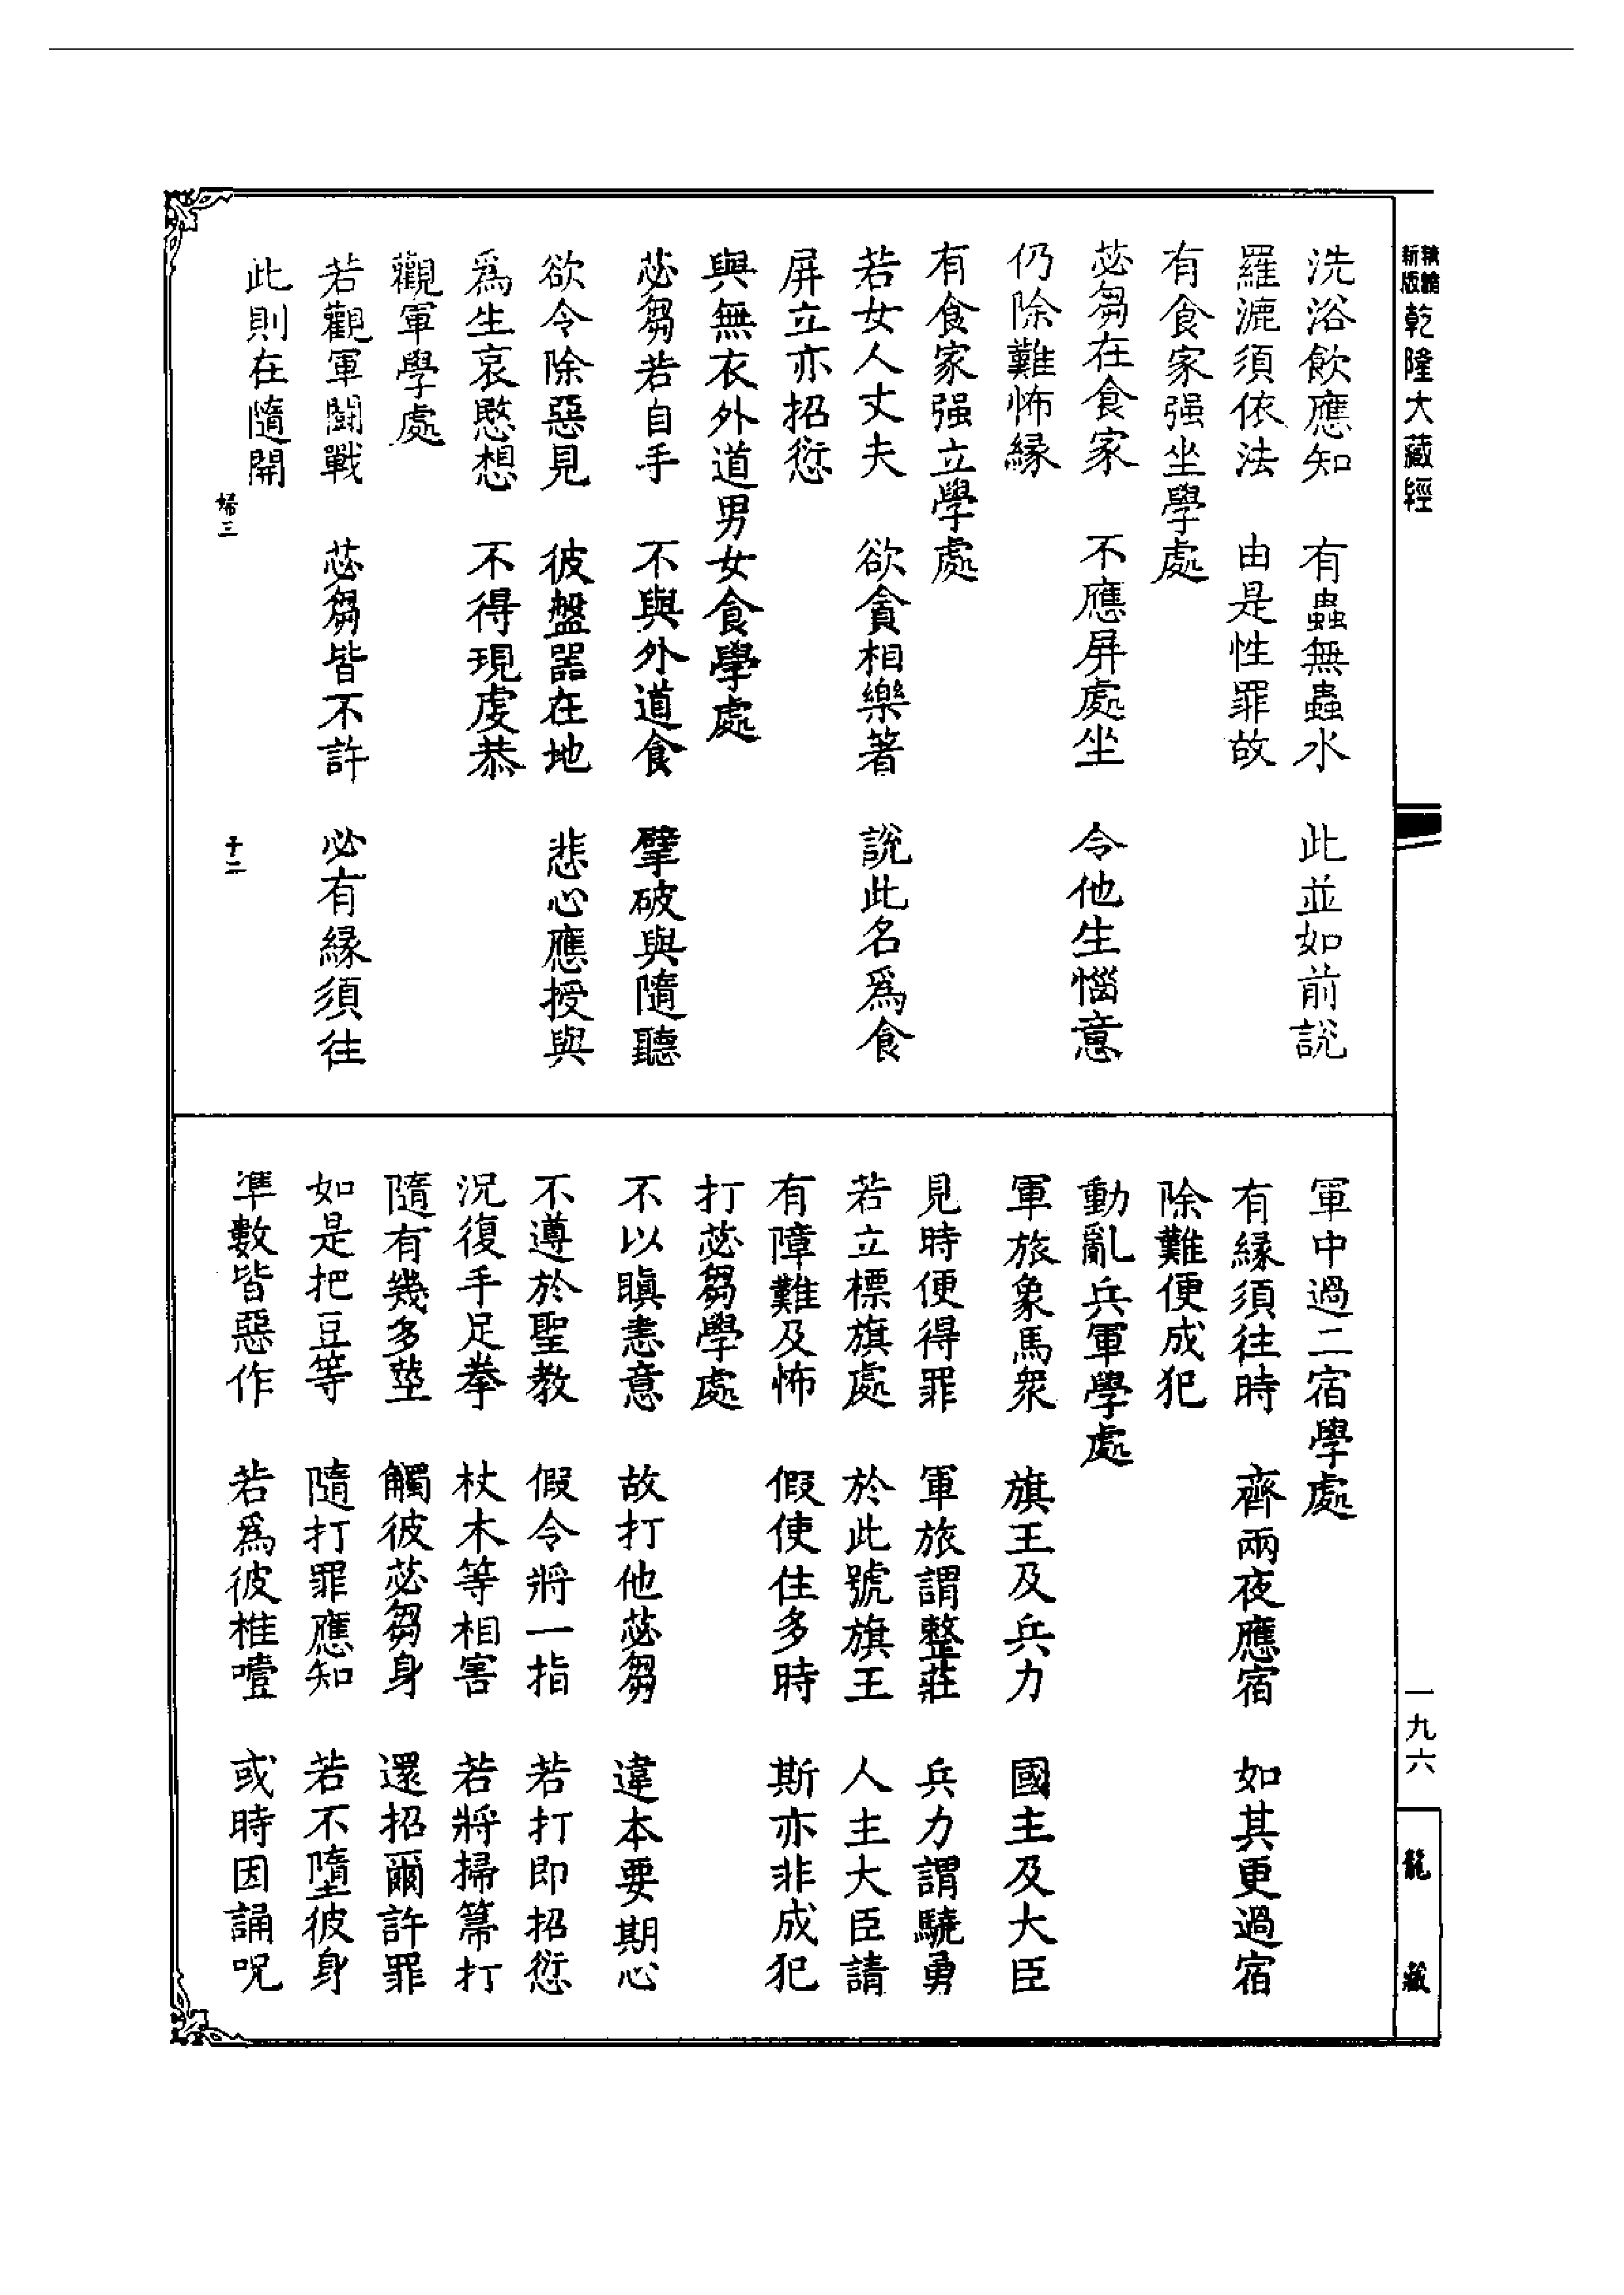 新版
乾隆大藏經
洗浴飲應知　有蟲無蟲水　此並如前說
羅漉須依法　由是性罪故
有食家强坐學處
苾芻在食家　不應屏處坐　令他生惱意
仍除難怖緣
有食家强立學處
若女人丈夫　欲貪相樂著　說此名爲食
屏立亦招愆
與無衣外道男女食學處
苾芻若自手　不與外道食　擘破與隨聽
欲令除惡見　彼盤器在地　悲心應授與
爲生哀愍想　不得現虔恭
觀軍學處
若觀軍鬪戰　苾芻皆不許　必有緣須往
此則在隨開
婦三
十二
軍中過二宿學處
有緣須往時　齊兩夜應宿　如其更過宿
除難便成犯
動亂兵軍學處
軍旅象馬衆　旗王及兵力　國主及大臣
見時便得罪　軍旅謂整莊　兵力謂驍勇
若立標旗處　於此號旗王　人主大臣請
有障難及怖　假使住多時　斯亦非成犯
打苾芻學處
不以瞋恚意　故打他苾芻　違本要期心
不遵於聖教　假令將一指　若打即招愆
況復手足拳　杖木等相害　若將掃箒打
隨有幾多莖　觸彼苾芻身　還招爾許罪
如是把豆等　隨打罪應知　若不墮彼身
準數皆惡作　若爲彼椎噎　或時因誦呪
一九六
龍藏